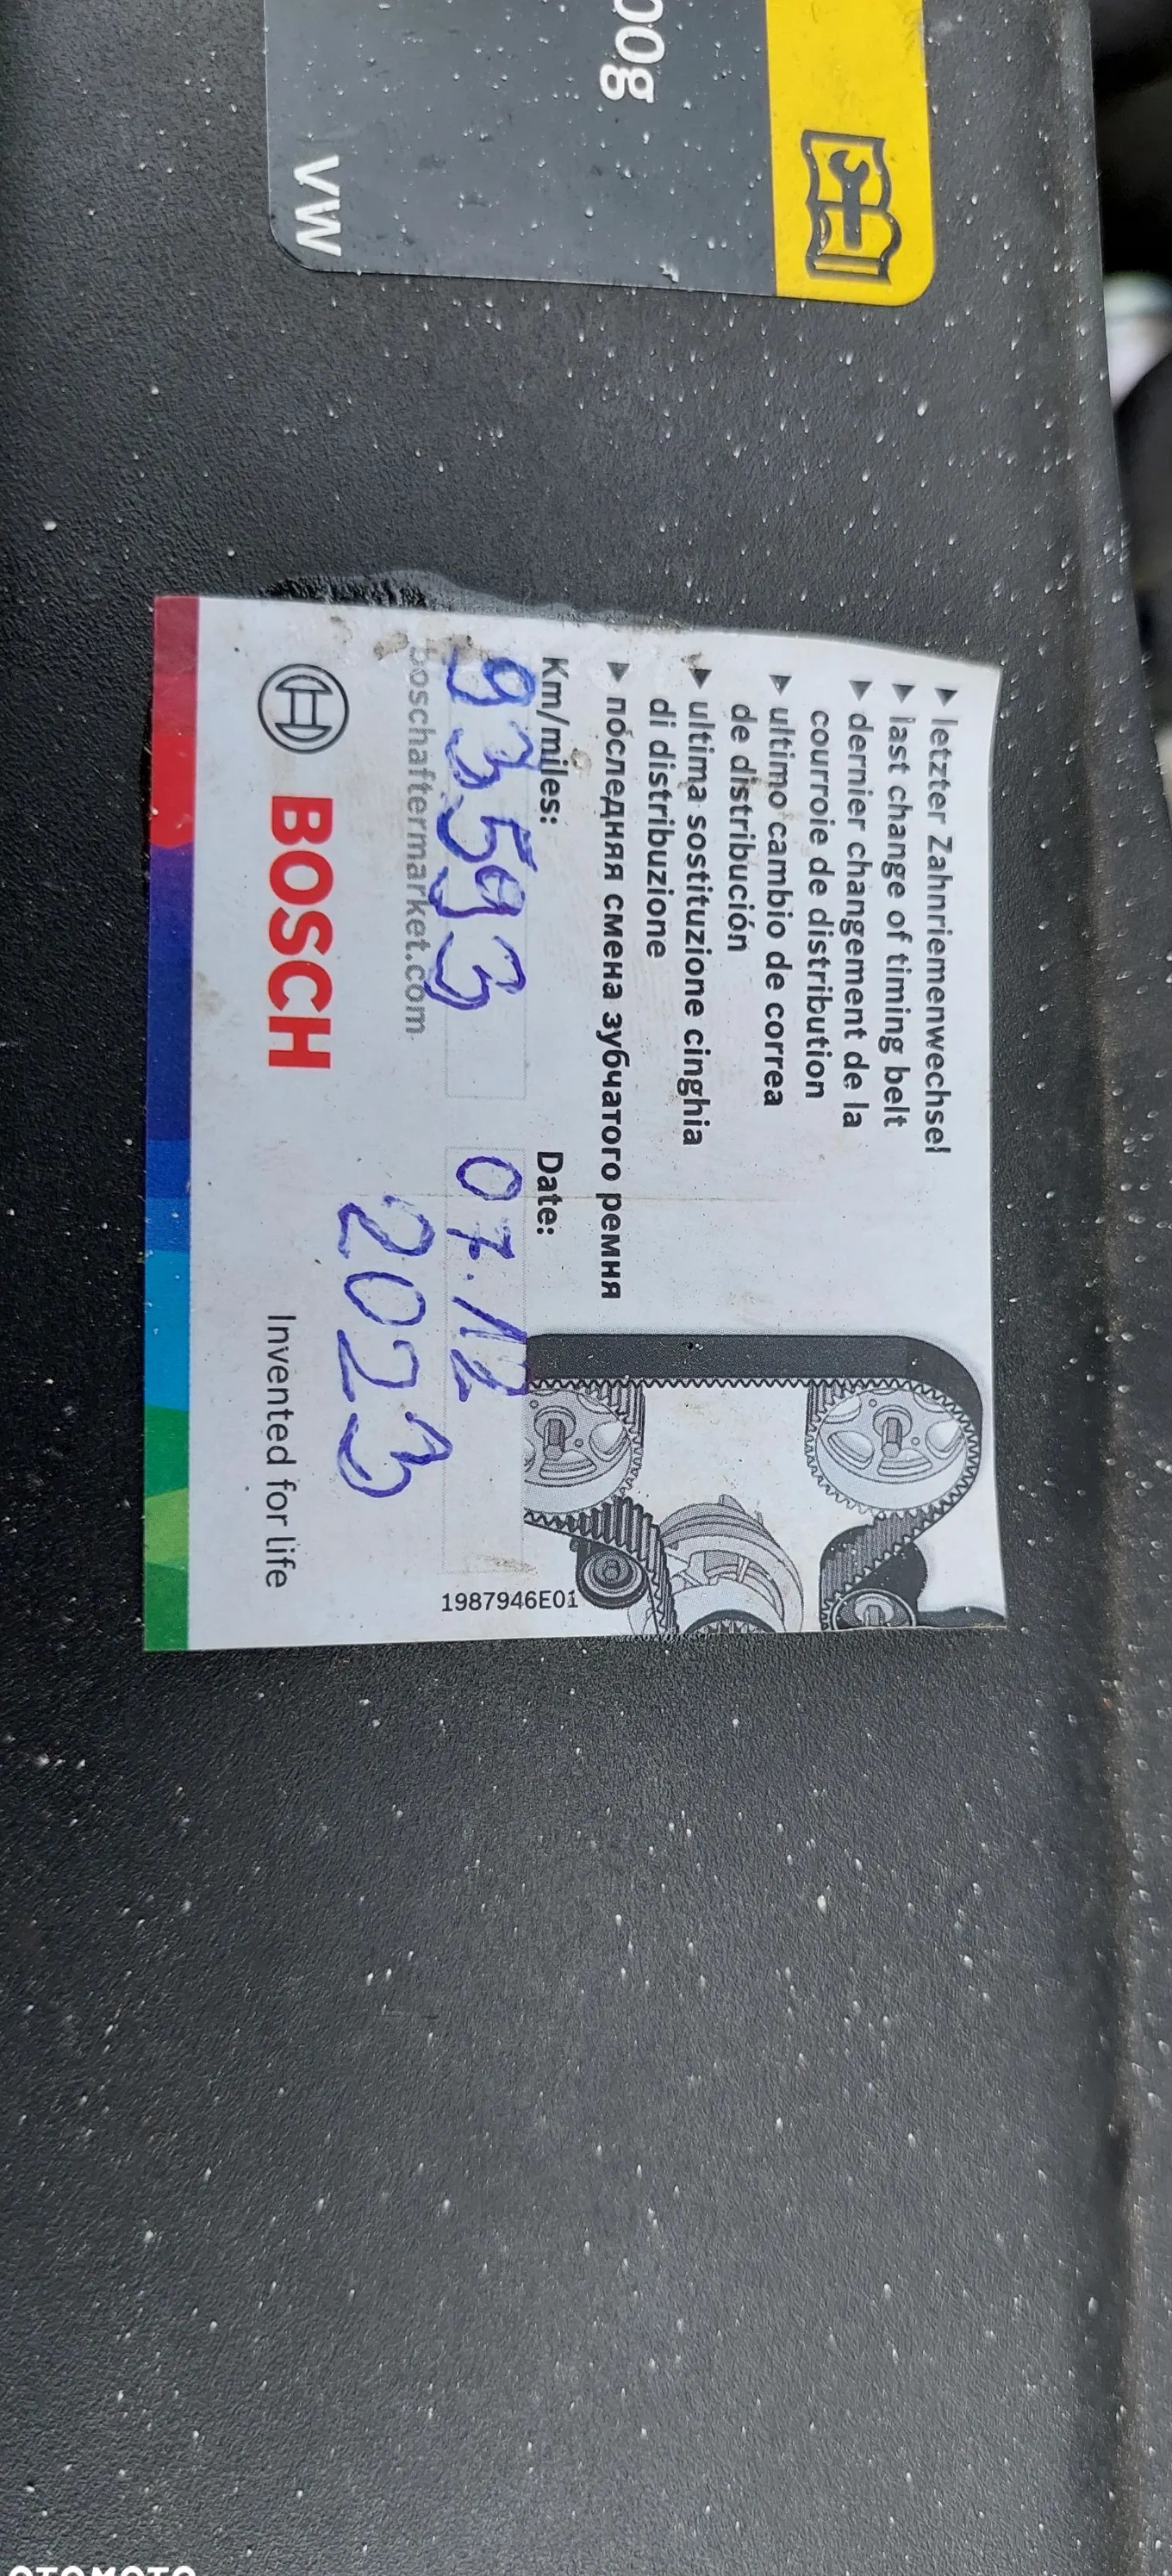 00g
VW
▶ letzter Zahnriemenwechsel
▶ last change of timing belt
▶ dernier changement de la
courroie de distribution
▶ ultimo cambio de correa
de distribución
▶ ultima sostituzione cinghia
di distribuzione
▶ последняя смена зубчатого ремня
Km/miles: Date:
93593 07.12
2023
boschaftermarket.com
BOSCH Invented for life
1987946E01
OTOMOTO